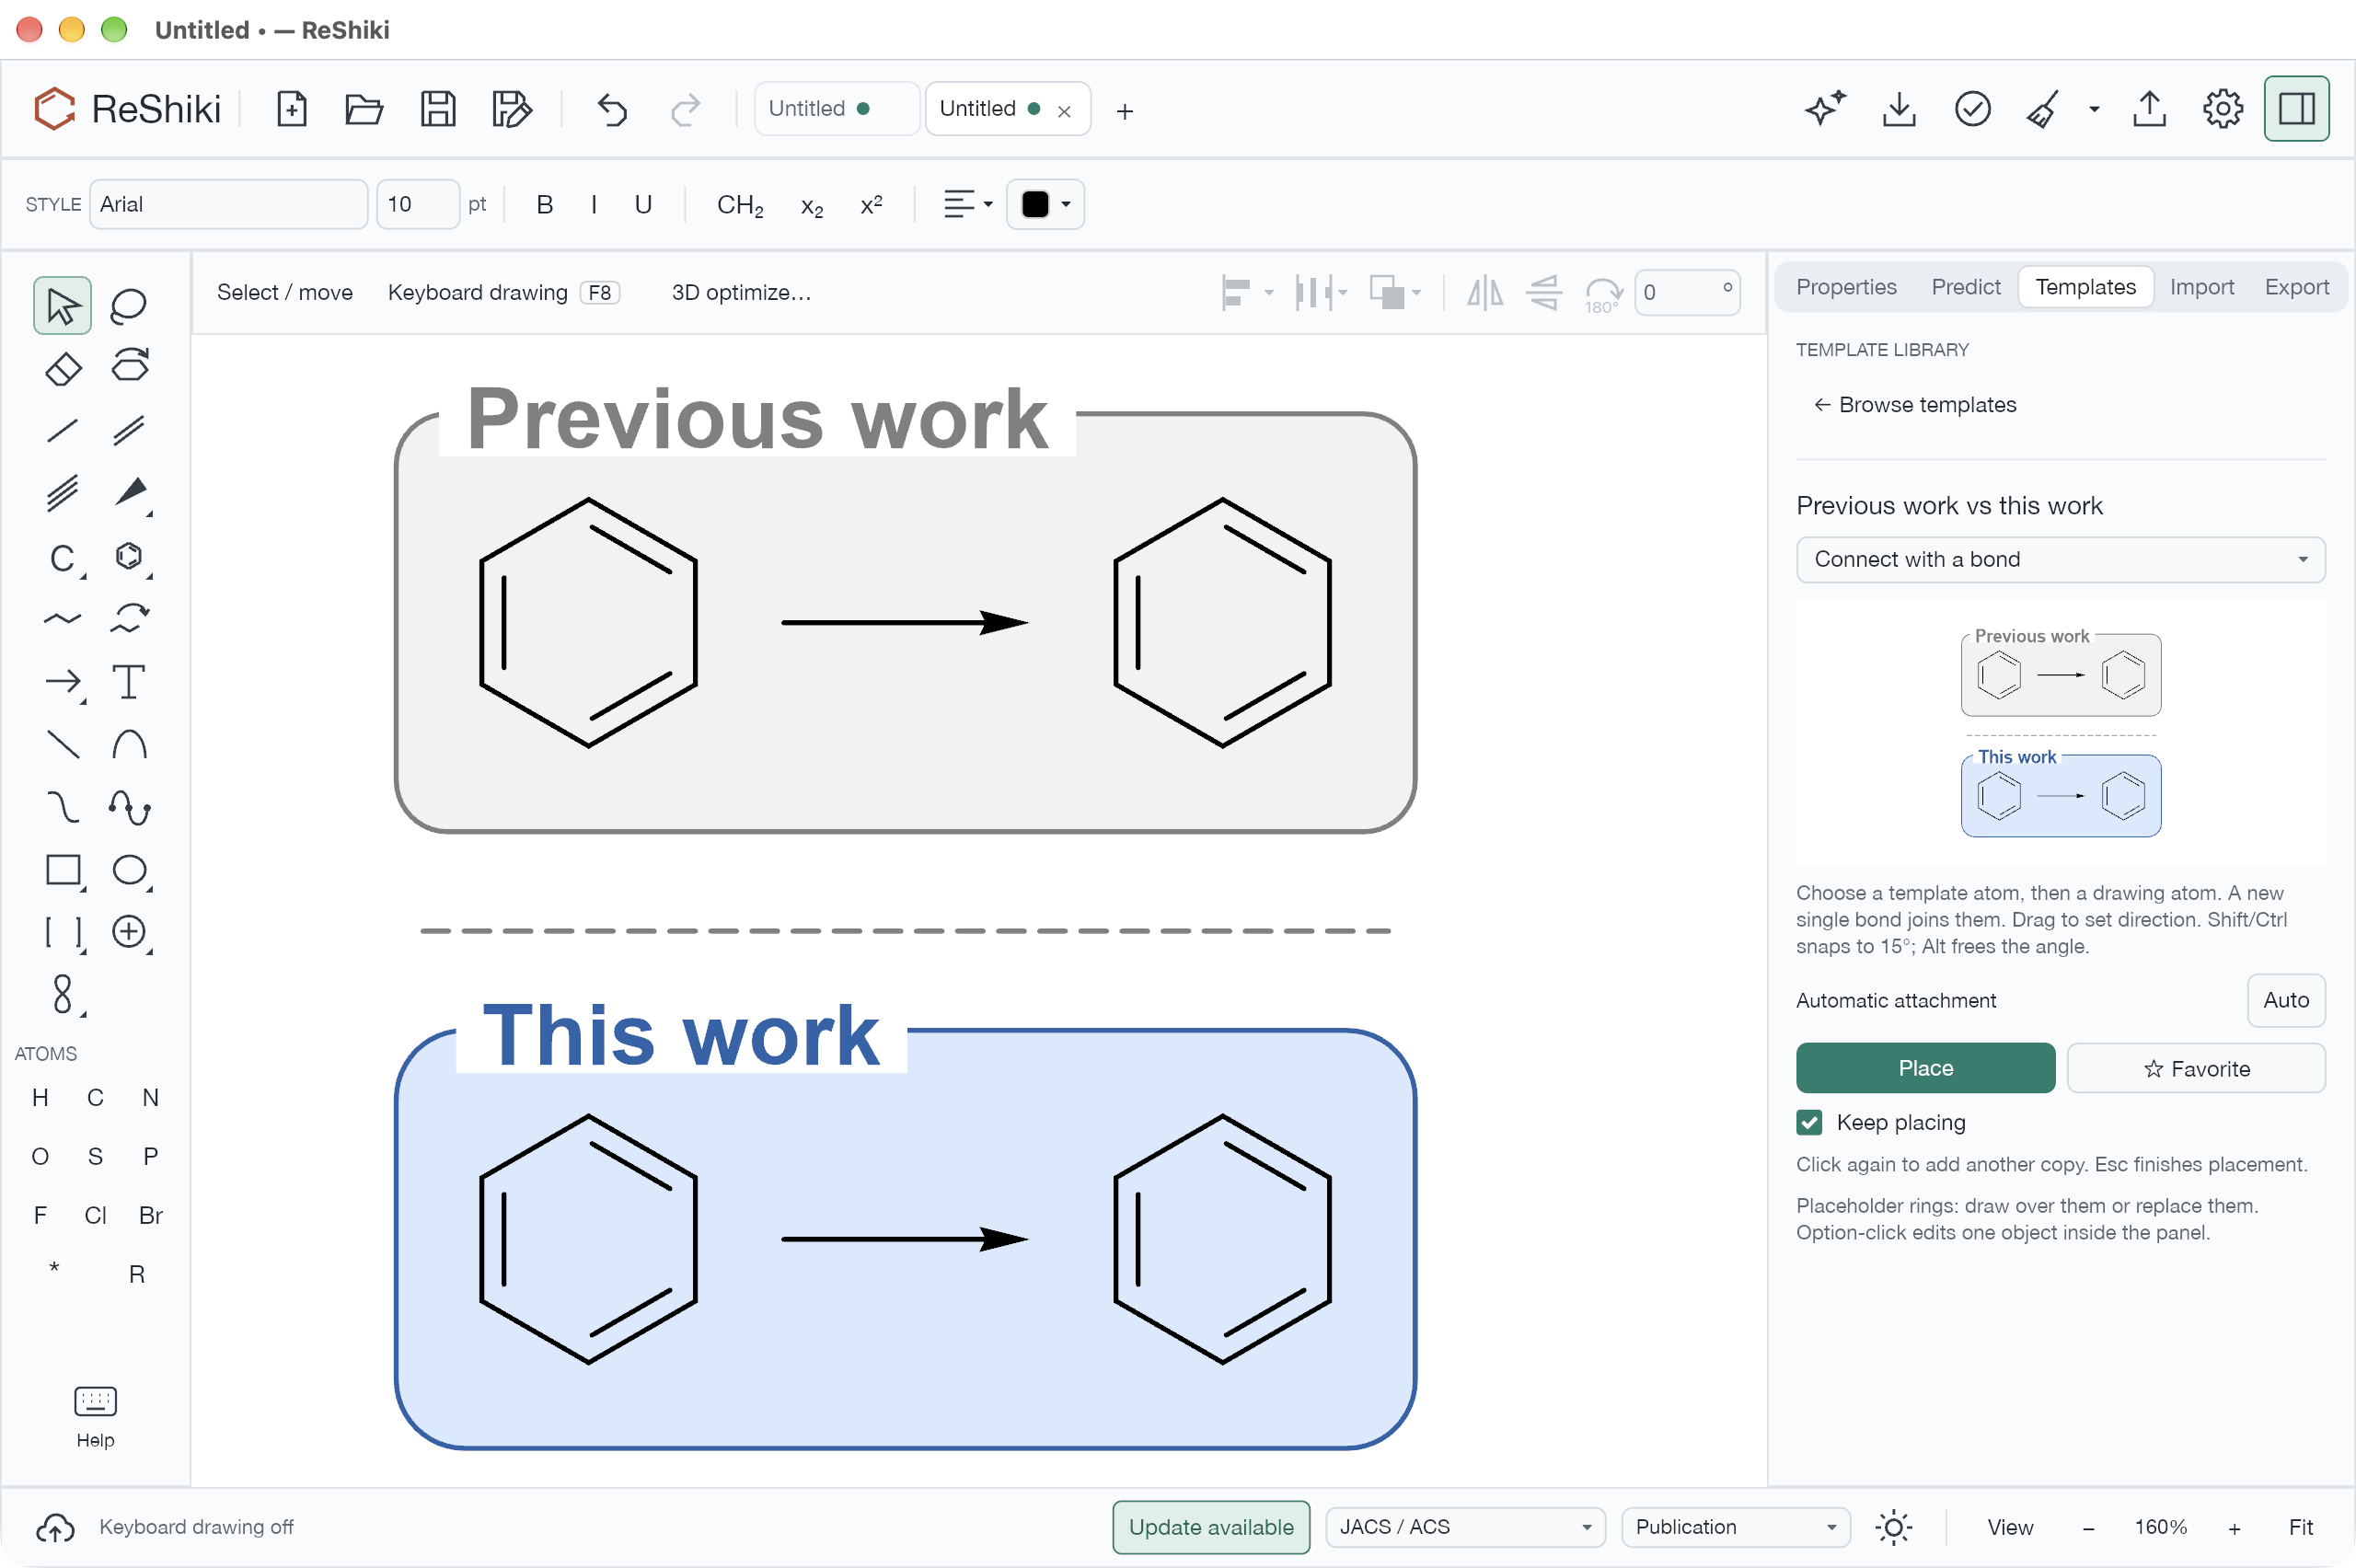 Untitled • — ReShiki
ReShiki
Untitled
Untitled
STYLE Arial 10 pt B I U CH₂ x₂ x²
Select / move Keyboard drawing F8 3D optimize...
180° 0 °
Properties Predict Templates Import Export
TEMPLATE LIBRARY
← Browse templates
Previous work vs this work
Connect with a bond
Previous work
This work
Choose a template atom, then a drawing atom. A new
single bond joins them. Drag to set direction. Shift/Ctrl
snaps to 15°; Alt frees the angle.
Automatic attachment Auto
Place ☆ Favorite
Keep placing
Click again to add another copy. Esc finishes placement.
Placeholder rings: draw over them or replace them.
Option-click edits one object inside the panel.
Previous work
This work
C
T
[ ]
ATOMS
H C N
O S P
F Cl Br
* R
Help
Keyboard drawing off
Update available JACS / ACS Publication View – 160% + Fit